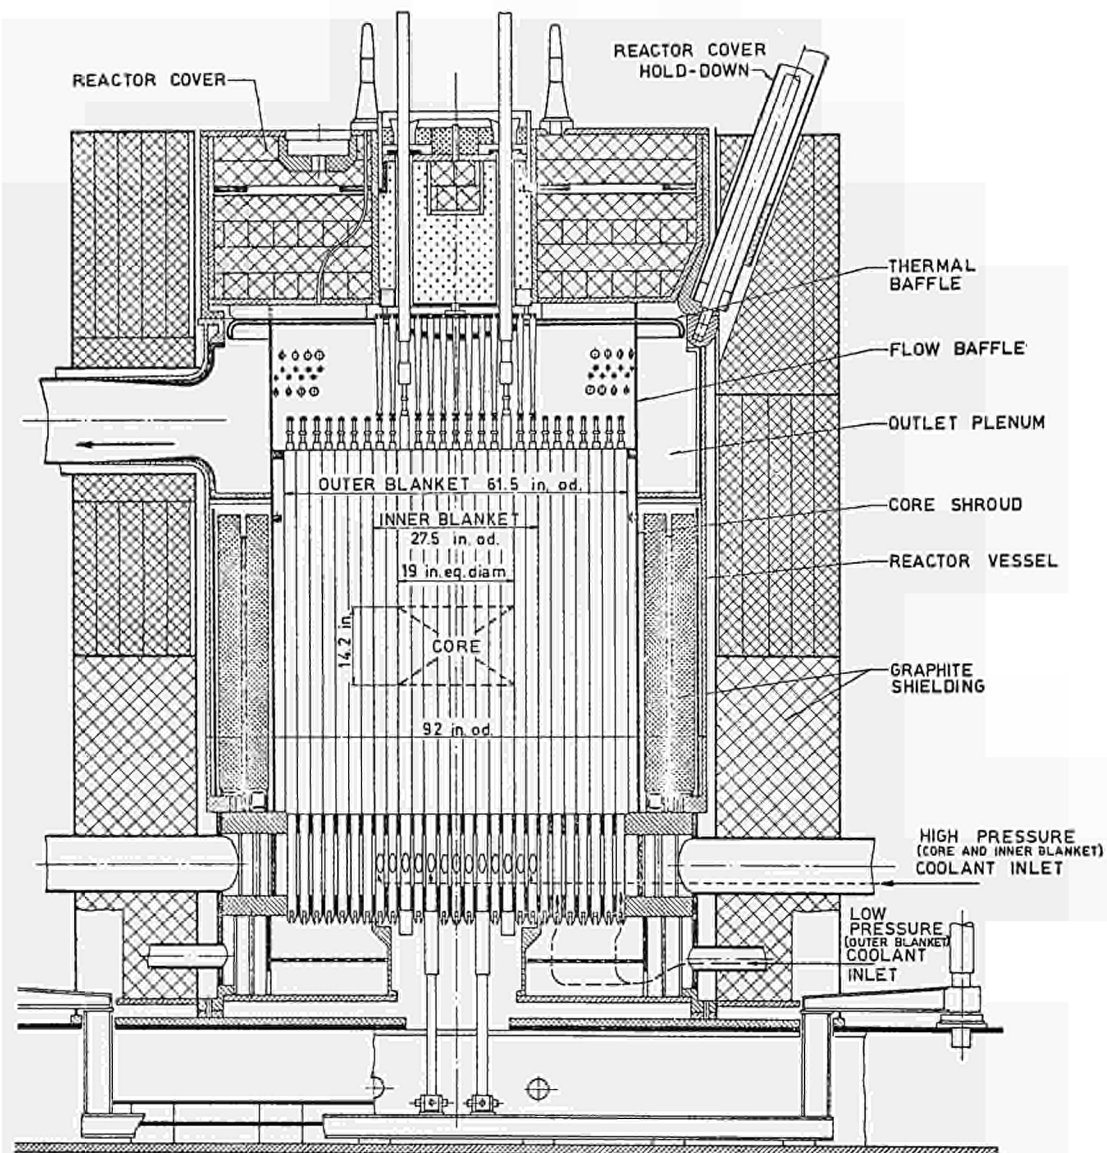 REACTOR COVER
REACTOR COVER
HOLD-DOWN
THERMAL
BAFFLE
FLOW BAFFLE
OUTLET PLENUM
OUTER BLANKET 61.5 in. od.
INNER BLANKET
27.5 in. od.
19 in. eq. diam
CORE SHROUD
REACTOR VESSEL
14.2 in.
CORE
GRAPHITE
SHIELDING
92 in. od.
HIGH PRESSURE
(CORE AND INNER BLANKET)
COOLANT INLET
LOW
PRESSURE
(OUTER BLANKET)
COOLANT
INLET